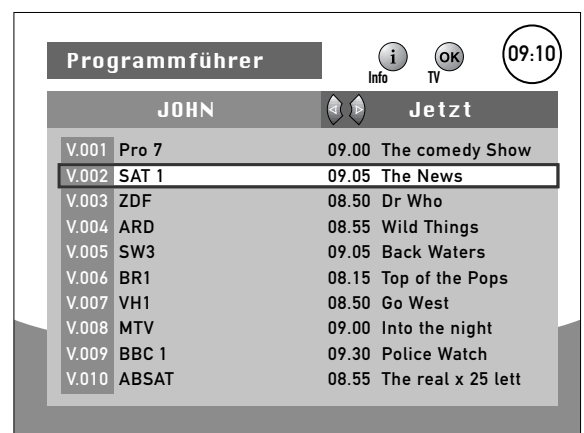 Programmführer i OK 09:10
Info TV
JOHN Jetzt
V.001 Pro 7 09.00 The comedy Show
V.002 SAT 1 09.05 The News
V.003 ZDF 08.50 Dr Who
V.004 ARD 08.55 Wild Things
V.005 SW3 09.05 Back Waters
V.006 BR1 08.15 Top of the Pops
V.007 VH1 08.50 Go West
V.008 MTV 09.00 Into the night
V.009 BBC 1 09.30 Police Watch
V.010 ABSAT 08.55 The real x 25 lett